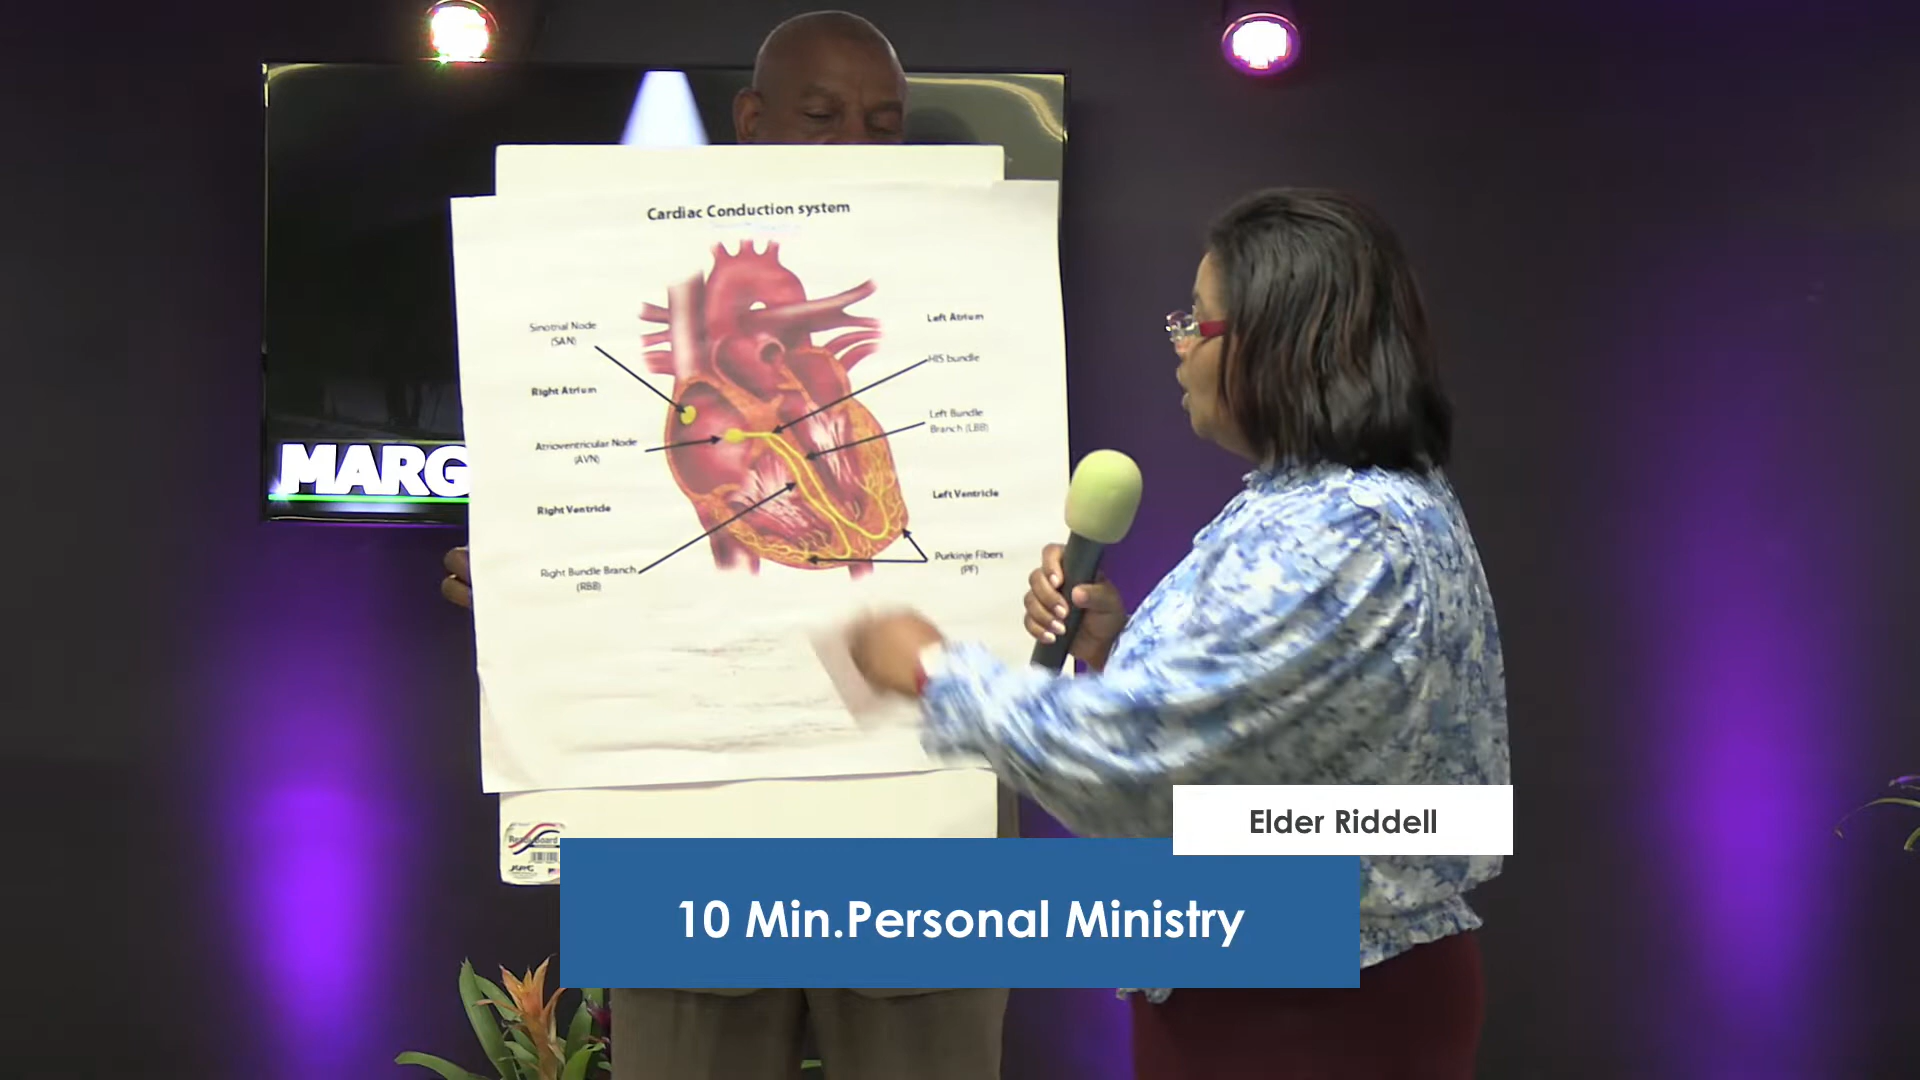 MARG
Cardiac Conduction system
Sinotrial Node
(SAN)
Right Atrium
Atrioventricular Node
(AVN)
Right Ventricle
Right Bundle Branch
(RBB)
Left Atrium
HIS bundle
Left Bundle
Branch (LBB)
Left Ventricle
Purkinje Fibers
(PF)
Elder Riddell
10 Min.Personal Ministry